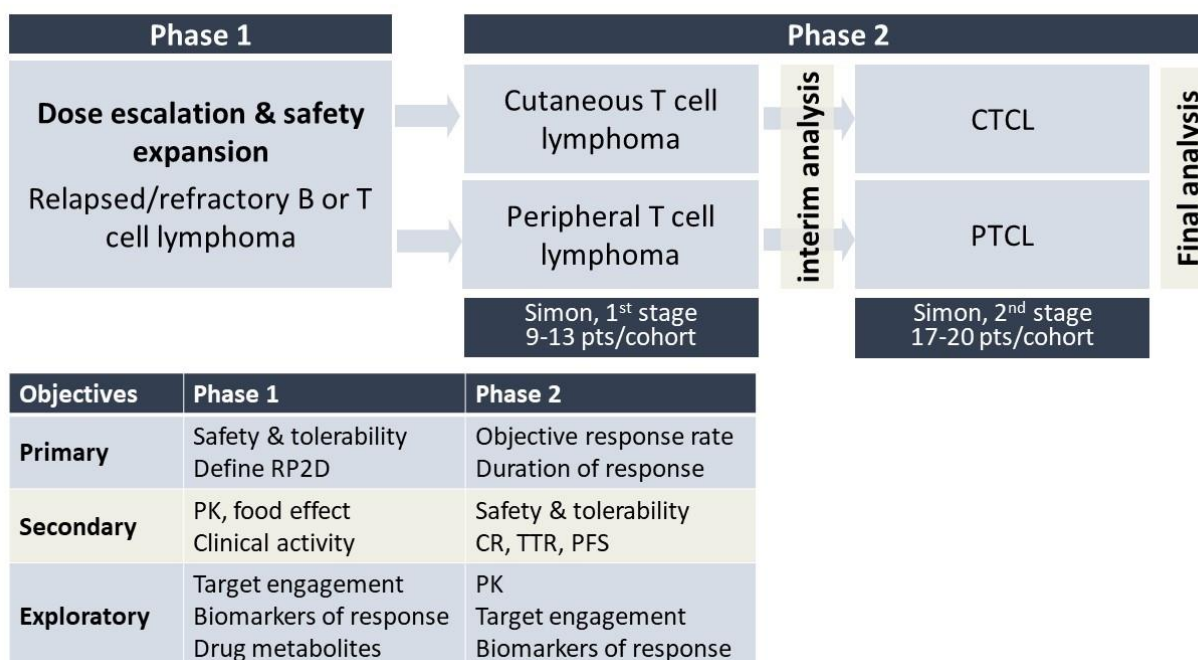 Phase 1
Phase 2
Dose escalation & safety
expansion
Relapsed/refractory B or T
cell lymphoma
Cutaneous T cell
lymphoma
Peripheral T cell
lymphoma
interim analysis
CTCL
PTCL
Final analysis
Simon, 1st stage
9-13 pts/cohort
Simon, 2nd stage
17-20 pts/cohort
Objectives Phase 1 Phase 2
Primary
Safety & tolerability
Define RP2D
Objective response rate
Duration of response
Secondary
PK, food effect
Clinical activity
Safety & tolerability
CR, TTR, PFS
Exploratory
Target engagement
Biomarkers of response
Drug metabolites
PK
Target engagement
Biomarkers of response